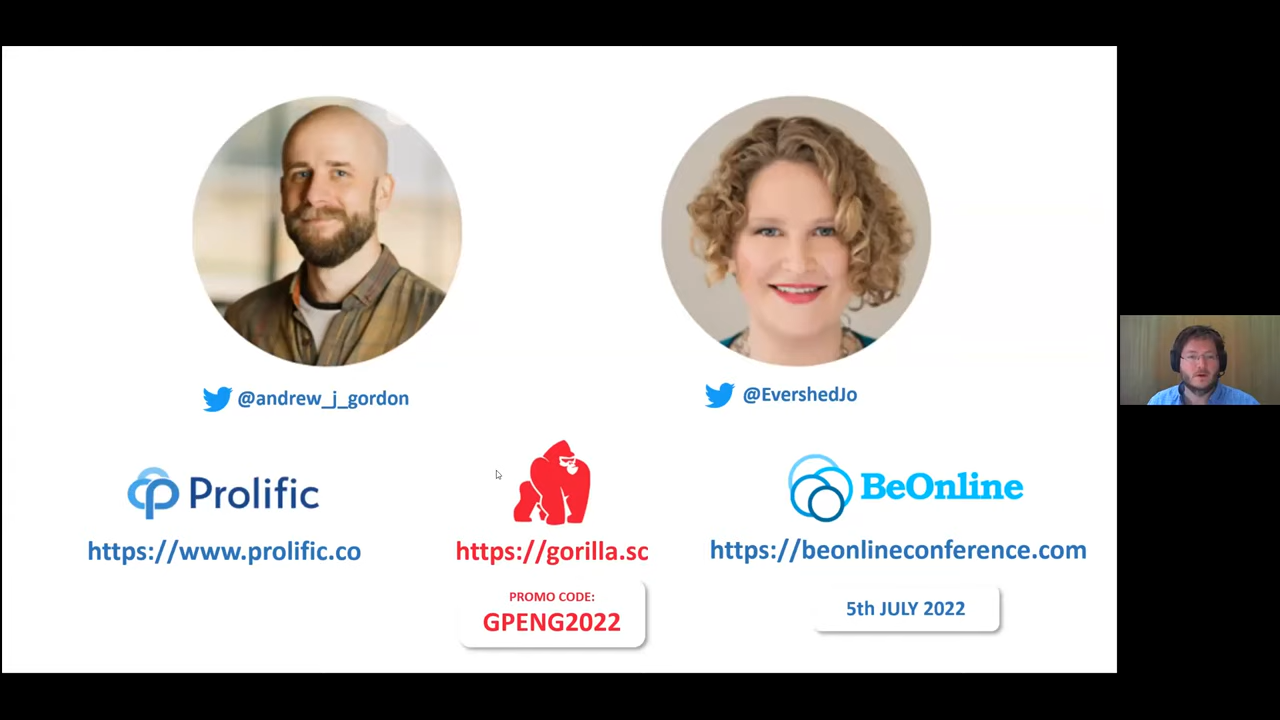 @andrew_j_gordon
@EvershedJo
Prolific
BeOnline
https://www.prolific.co
https://gorilla.sc
https://beonlineconference.com
PROMO CODE:
GPENG2022
5th JULY 2022